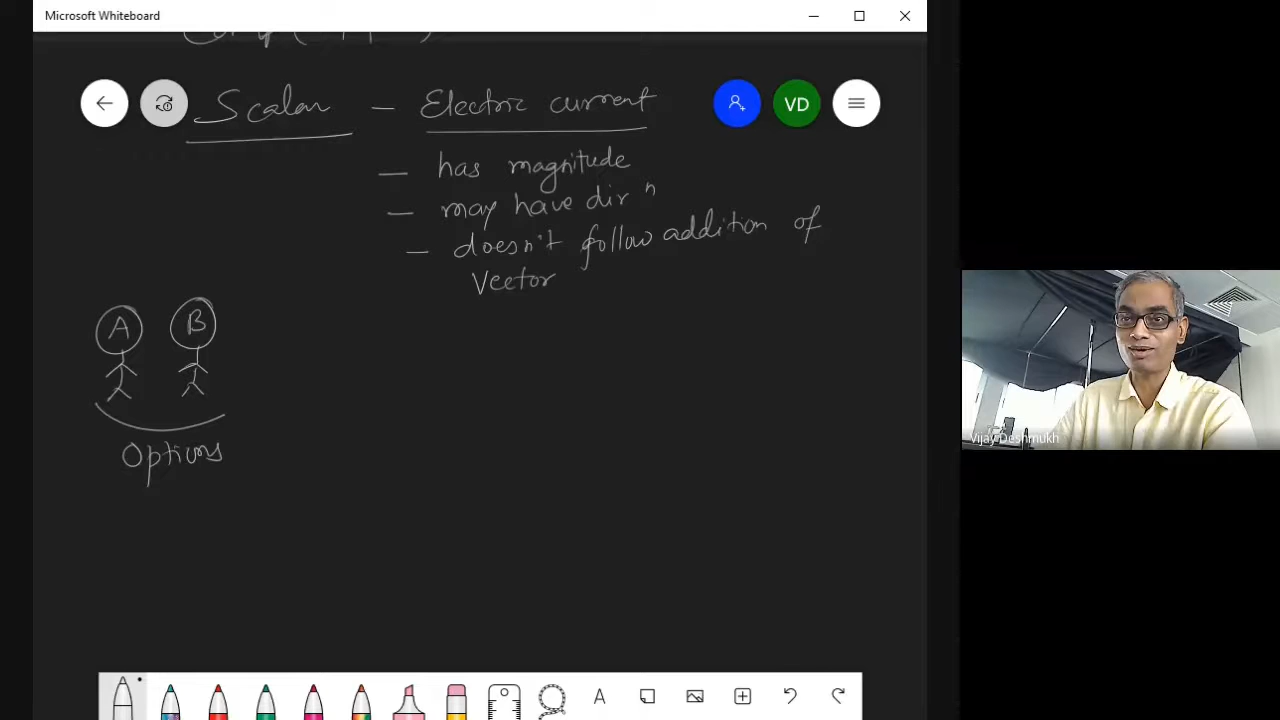 Microsoft Whiteboard
Scalar – Electric current
VD
– has magnitude
– may have dirⁿ
– doesn't follow addition of
Vector
A B
Options
Vijay Deshmukh
A